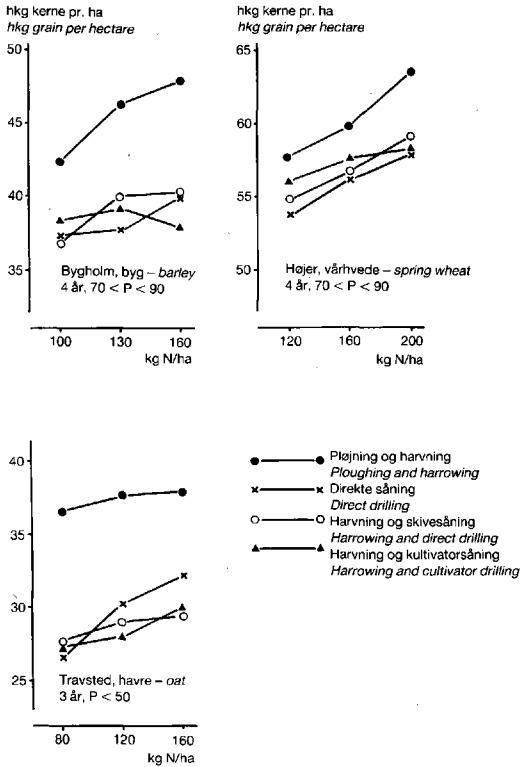 hkg kerne pr. ha
hkg grain per hectare
50
45
40
35
Bygholm, byg – barley
4 år, 70 < P < 90
100 130 160
kg N/ha
hkg kerne pr. ha
hkg grain per hectare
65
60
55
50
Højer, vårhvede – spring wheat
4 år, 70 < P < 90
120 160 200
kg N/ha
40
35
30
25
Travsted, havre – oat
3 år, P < 50
80 120 160
kg N/ha
Pløjning og harvning
Ploughing and harrowing
Direkte såning
Direct drilling
Harvning og skivesåning
Harrowing and direct drilling
Harvning og kultivatorsåning
Harrowing and cultivator drilling